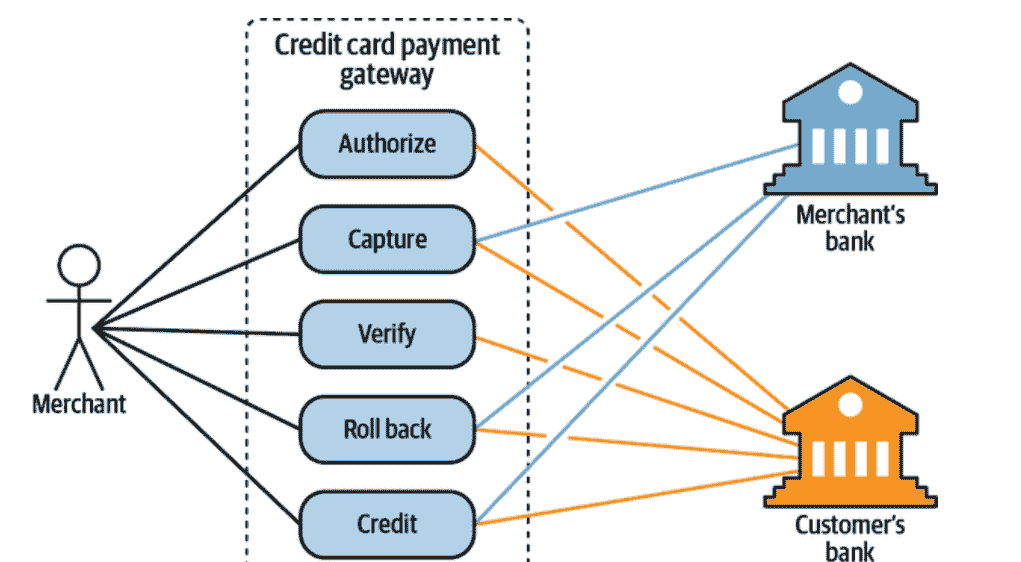 Credit card payment
gateway
Authorize
Capture
Verify
Roll back
Credit
Merchant
Merchant's
bank
Customer's
bank